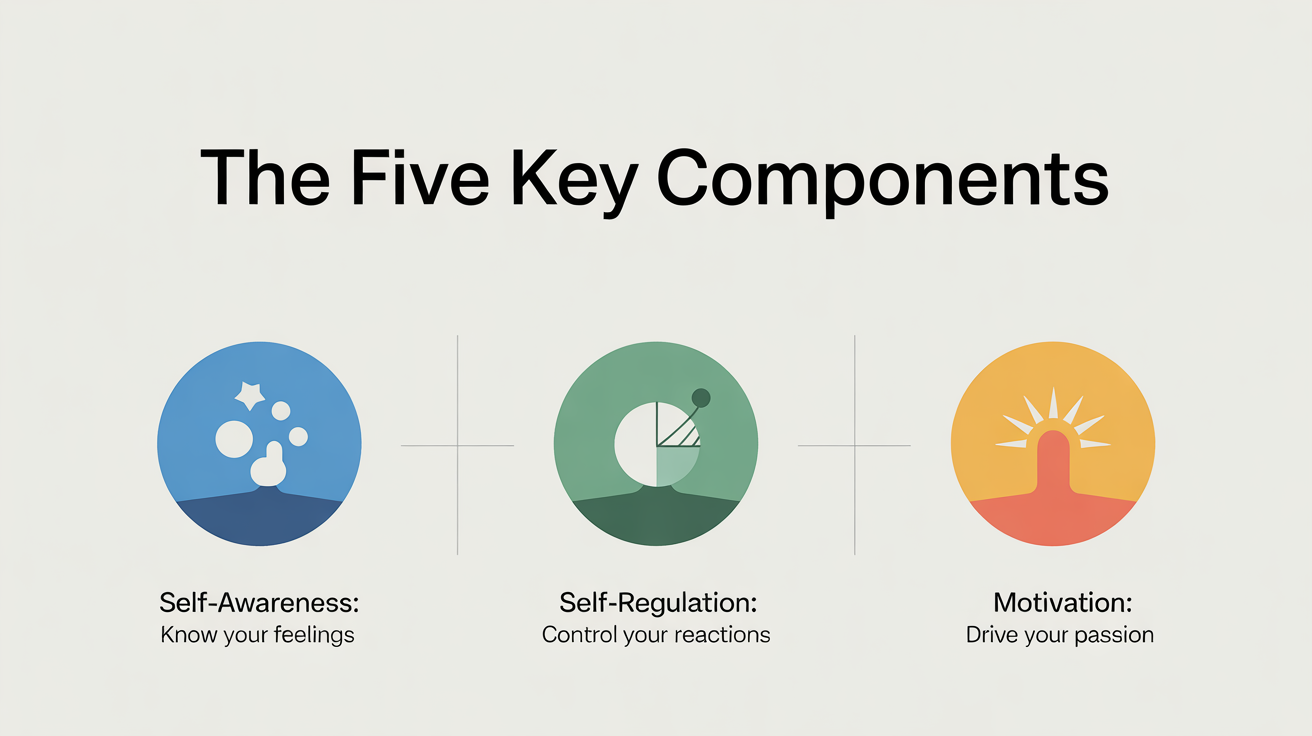 The Five Key Components
Self-Awareness:
Know your feelings
Self-Regulation:
Control your reactions
Motivation:
Drive your passion